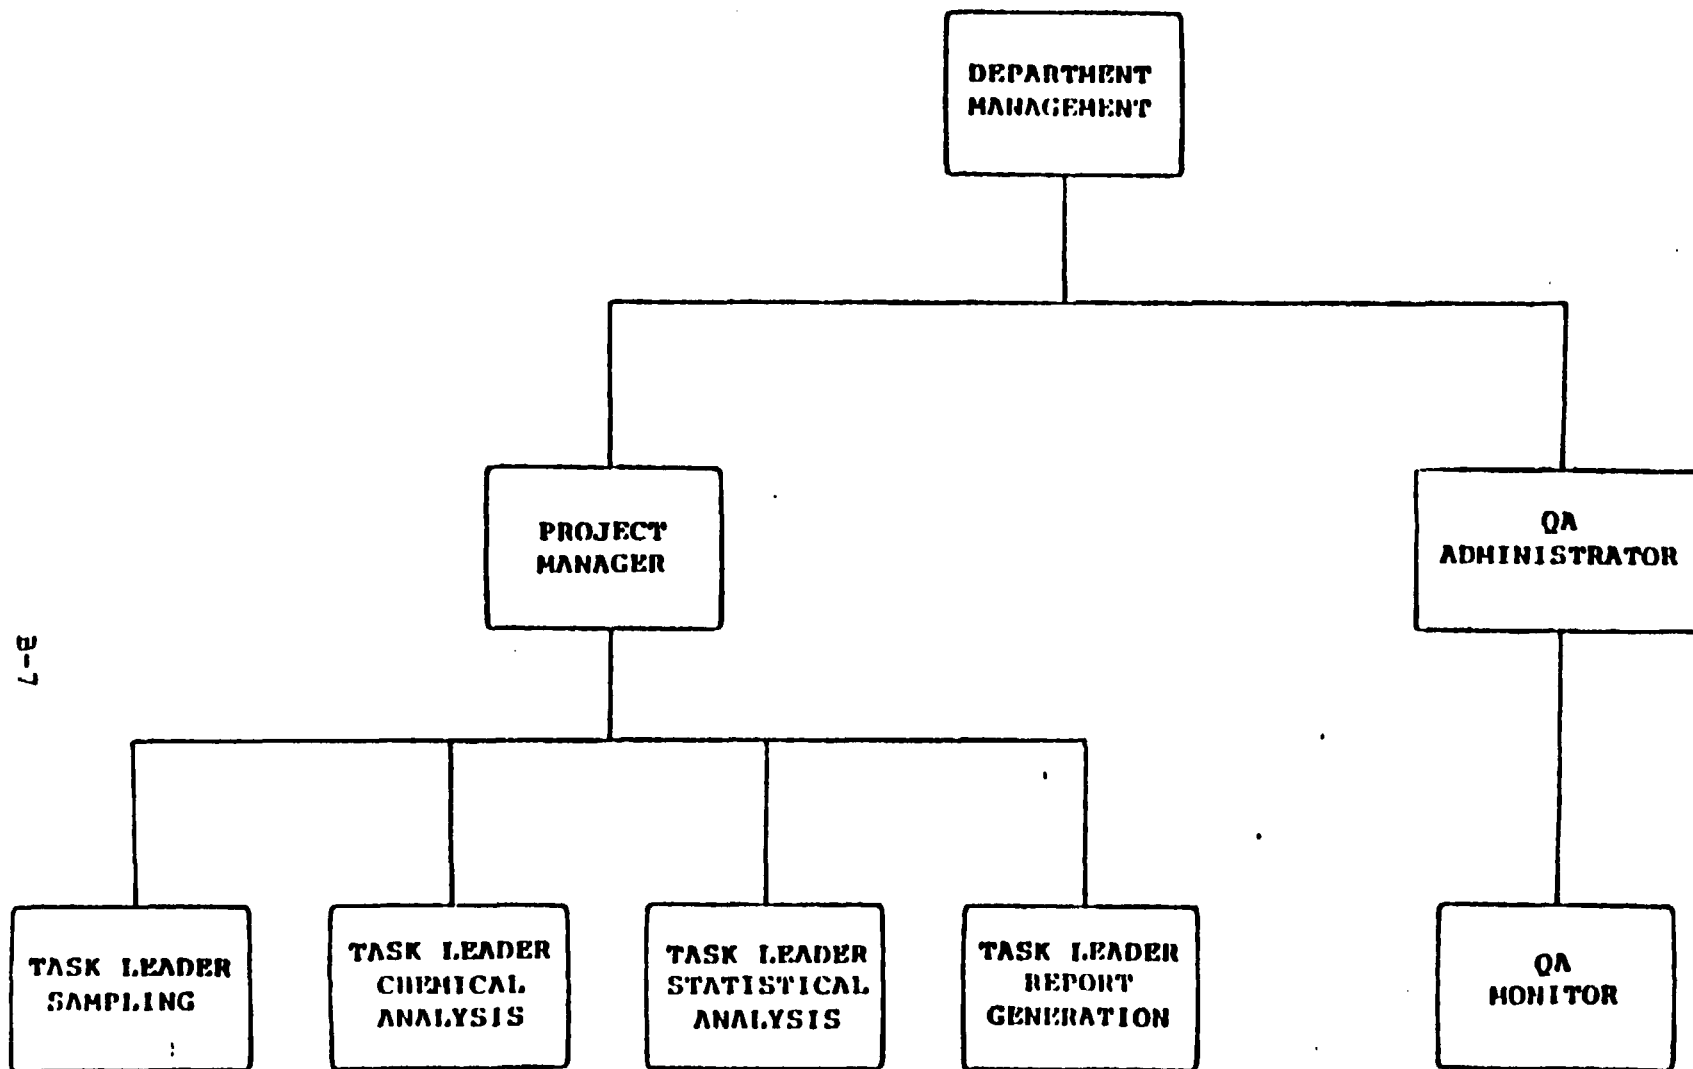 DEPARTMENT
MANAGEMENT
PROJECT
MANAGER
QA
ADMINISTRATOR
B-7
TASK LEADER
SAMPLING
TASK LEADER
CHEMICAL
ANALYSIS
TASK LEADER
STATISTICAL
ANALYSIS
TASK LEADER
REPORT
GENERATION
QA
MONITOR